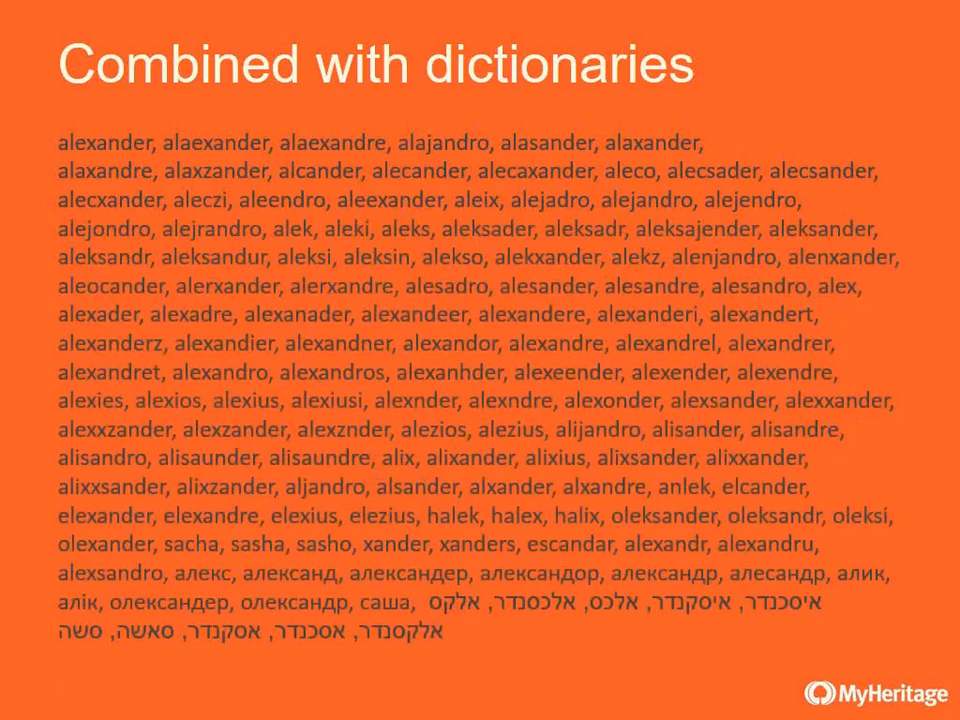 Combined with dictionaries
alexander, alaexander, alaexandre, alajandro, alasander, alaxander,
alaxandre, alaxzander, alcander, alecander, alecaxander, aleco, alecsader, alecsander,
alecxander, aleczi, aleendro, aleexander, aleix, alejadro, alejandro, alejendro,
alejondro, alejrandro, alek, aleki, aleks, aleksader, aleksadr, aleksajender, aleksander,
aleksandr, aleksandur, aleksi, aleksin, alekso, alekxander, alekz, alenjandro, alenxander,
aleocander, alerxander, alerxandre, alesadro, alesander, alesandre, alesandro, alex,
alexader, alexadre, alexanader, alexandeer, alexandere, alexanderi, alexandert,
alexanderz, alexandier, alexandner, alexandor, alexandre, alexandrel, alexandrer,
alexandret, alexandro, alexandros, alexanhder, alexeender, alexender, alexendre,
alexies, alexios, alexius, alexiusi, alexnder, alexndre, alexonder, alexsander, alexxander,
alexxzander, alexzander, alexznder, alezios, alezius, alijandro, alisander, alisandre,
alisandro, alisaunder, alisaundre, alix, alixander, alixius, alixsander, alixxander,
alixxsander, alixzander, aljandro, alsander, alxander, alxandre, anlek, elcander,
elexander, elexandre, elexius, elezius, halek, halex, halix, oleksander, oleksandr, oleksi,
olexander, sacha, sasha, sasho, xander, xanders, escandar, alexandr, alexandru,
alexsandro, алекс, александ, александер, александор, александр, алесандр, алик,
алік, олександер, олександр, саша, איסכנדר, איסקנדר, אלכס, אלכסנדר, אלקס
אלקסנדר, אסכנדר, אסקנדר, סאשה, סשה
MyHeritage